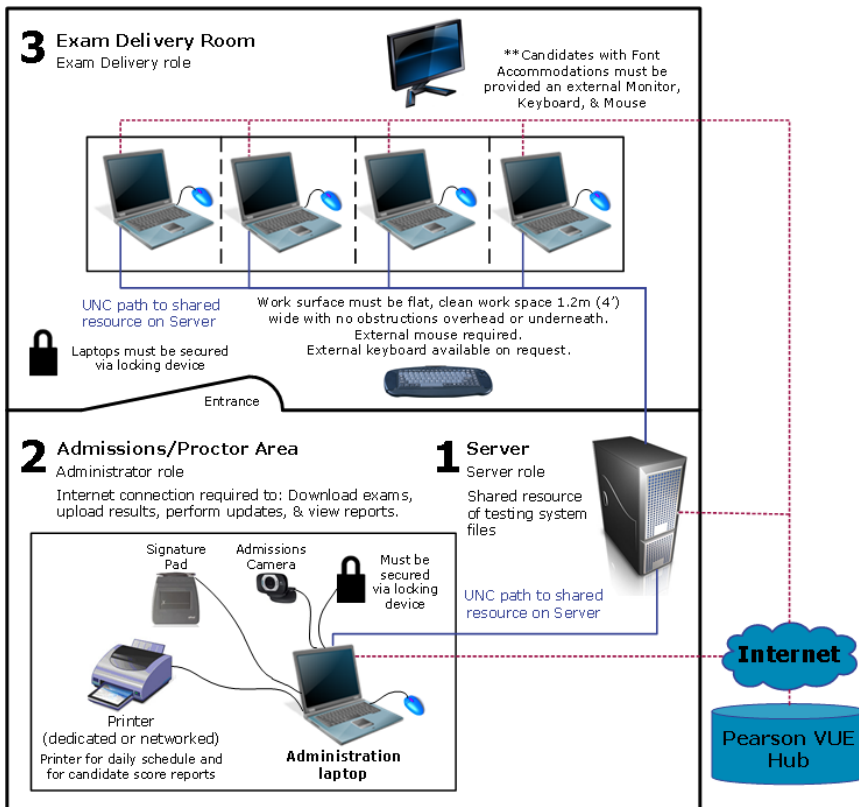 3 Exam Delivery Room
Exam Delivery role
**Candidates with Font
Accommodations must be
provided an external Monitor,
Keyboard, & Mouse
UNC path to shared
resource on Server
Work surface must be flat, clean work space 1.2m (4’)
wide with no obstructions overhead or underneath.
External mouse required.
External keyboard available on request.
Laptops must be secured
via locking device
Entrance
2 Admissions/Proctor Area
Administrator role
Internet connection required to: Download exams,
upload results, perform updates, & view reports.
1 Server
Server role
Shared resource
of testing system
files
Signature
Pad
Admissions
Camera
Must be
secured
via locking
device
UNC path to shared
resource on Server
Printer
(dedicated or networked)
Printer for daily schedule and
for candidate score reports
Administration
laptop
Internet
Pearson VUE
Hub